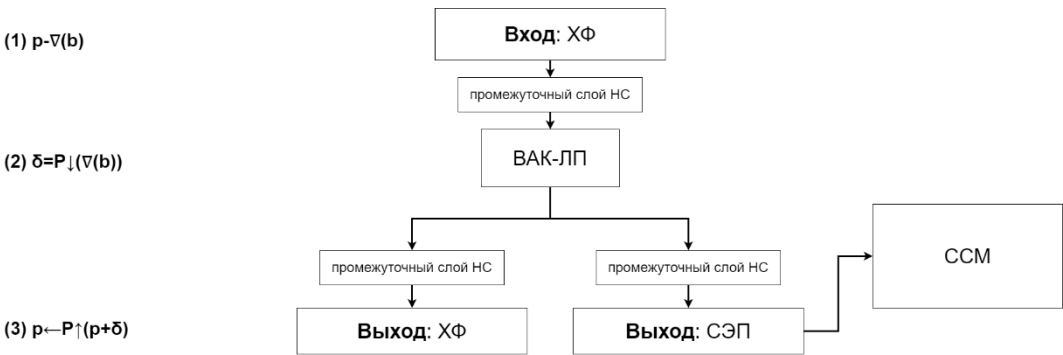 (1) p-∇(b)
Вход: ХФ
промежуточный слой НС
(2) δ=P↓(∇(b))
ВАК-ЛП
ССМ
промежуточный слой НС
промежуточный слой НС
(3) p←P↑(p+δ)
Выход: ХФ
Выход: СЭП